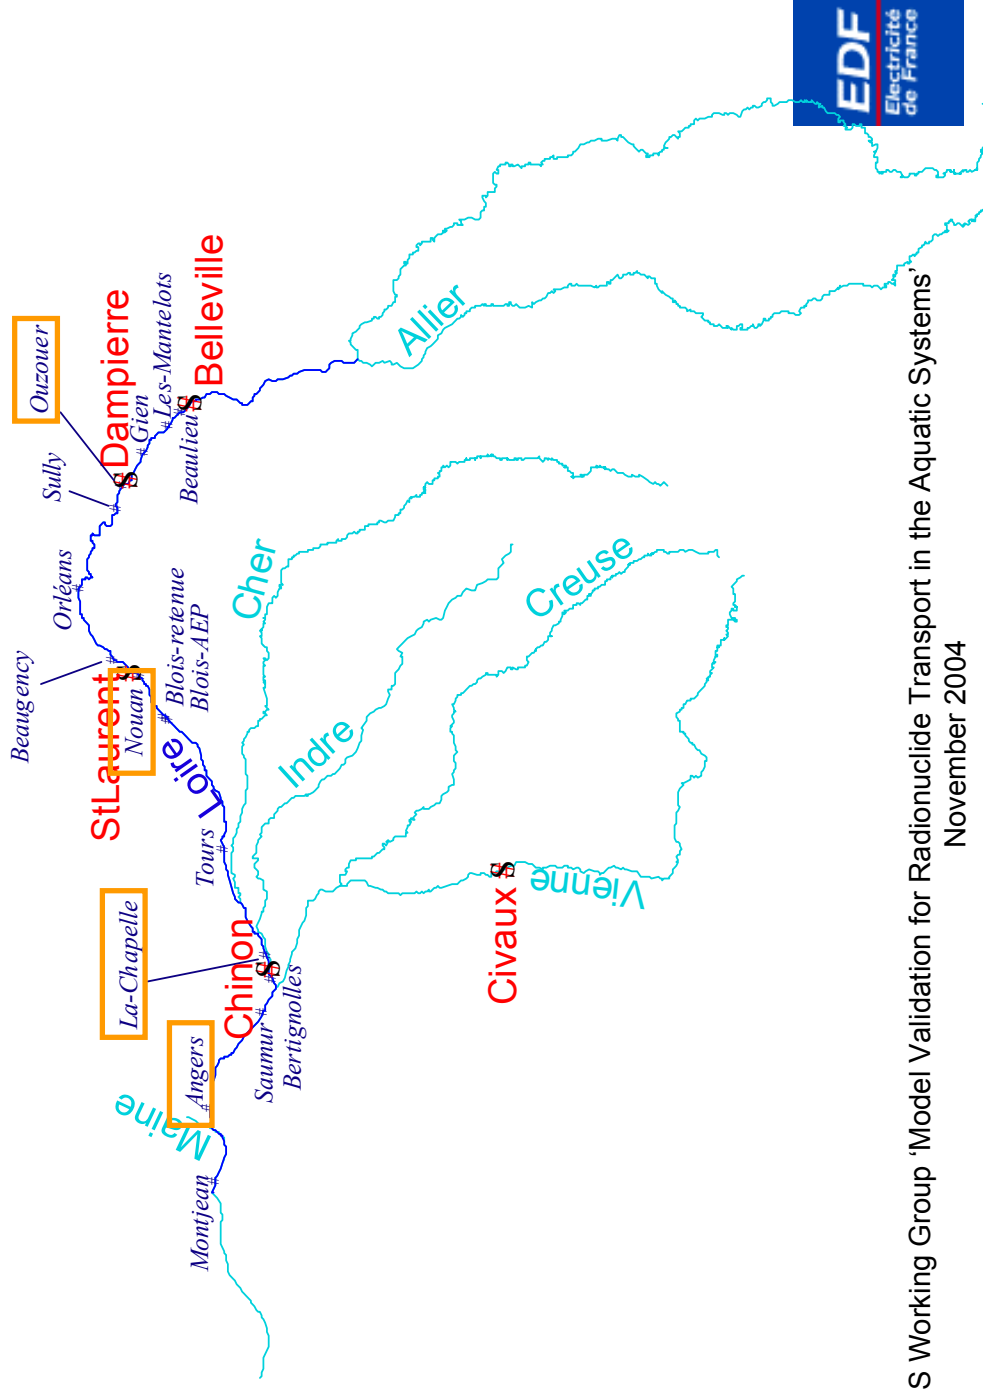 Beaugency
Orléans
Sully
Ouzouer
StLaurent
Nouan
Dampierre
Gien
Les-Mantelots
Belleville
Beaulieu
Blois-retenue
Blois-AEP
Loire
Tours
La-Chapelle
Chinon
Angers
Maine
Montjean
Saumur
Bertignolles
Cher
Indre
Creuse
Vienne
Civaux
Allier
EDF
Electricité
de France
S Working Group ‘Model Validation for Radionuclide Transport in the Aquatic Systems’
November 2004